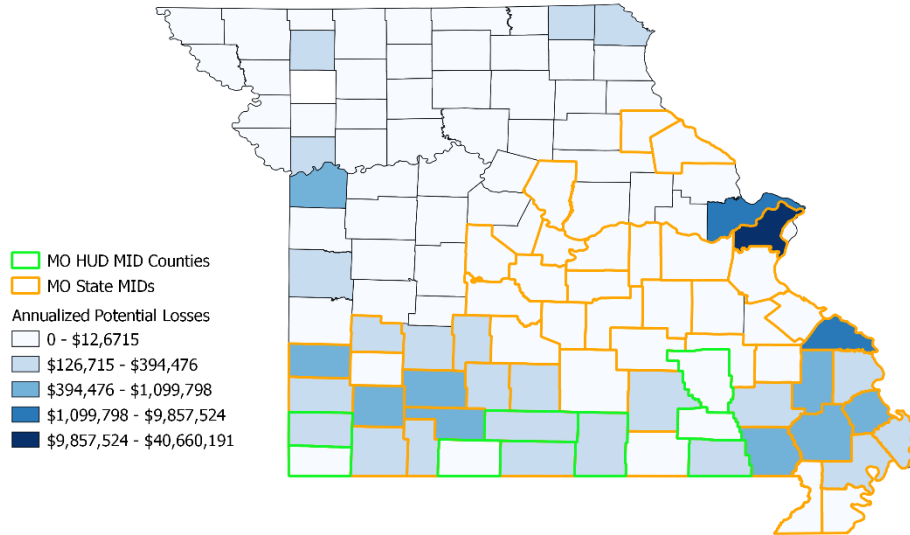 MO HUD MID Counties
MO State MIDs
Annualized Potential Losses
0 - $12,6715
$126,715 - $394,476
$394,476 - $1,099,798
$1,099,798 - $9,857,524
$9,857,524 - $40,660,191